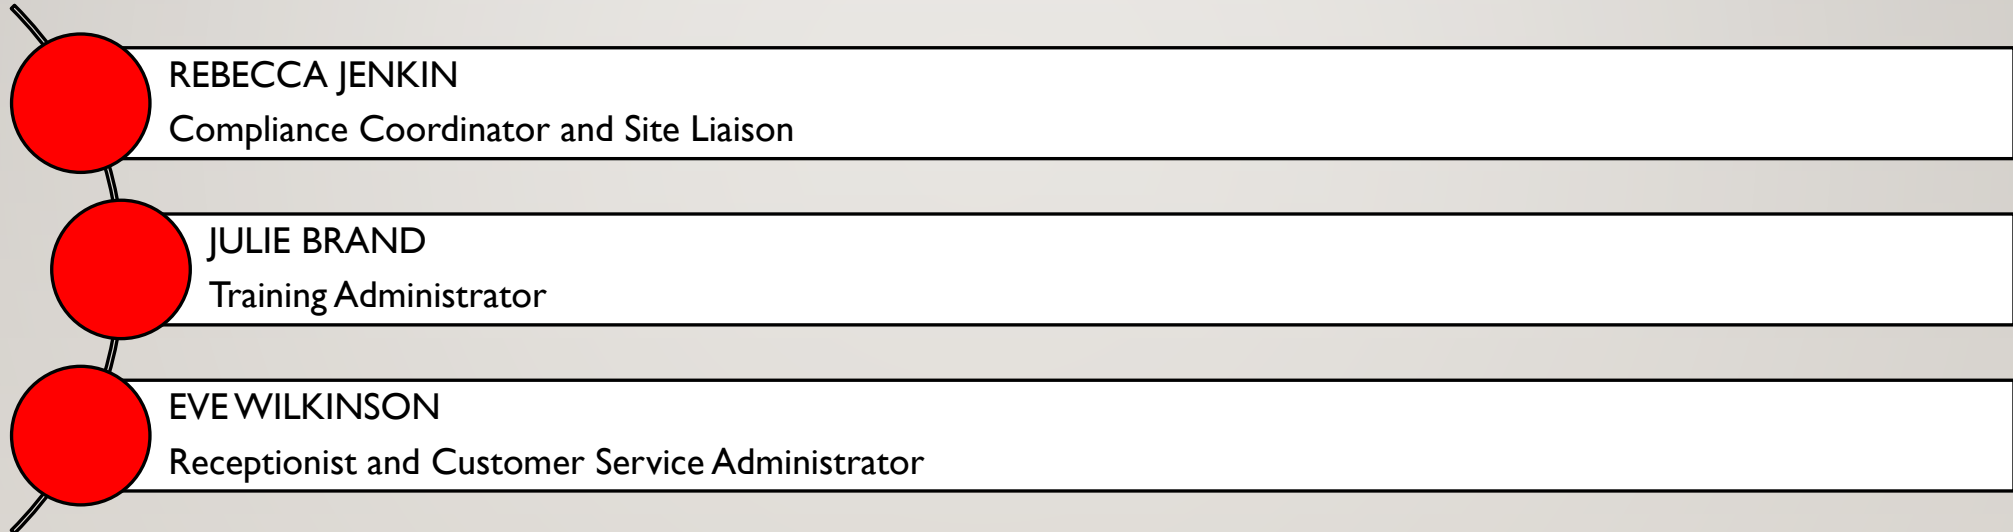 REBECCA JENKIN
Compliance Coordinator and Site Liaison
JULIE BRAND
Training Administrator
EVE WILKINSON
Receptionist and Customer Service Administrator